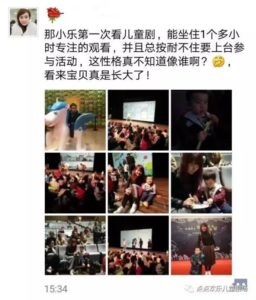 那小乐第一次看儿童剧，能坐住1个多小
时专注的观看，并且总按耐不住要上台参
与活动，这性格真不知道像谁啊？，
看来宝贝真是长大了！
15:34